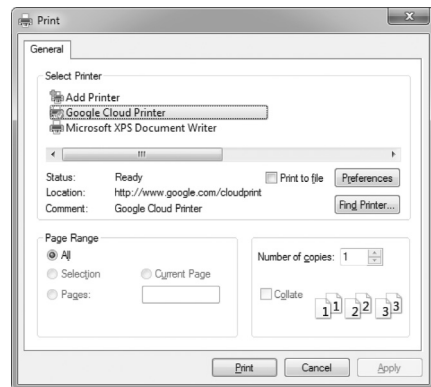 Print
General
Select Printer
Add Printer
Google Cloud Printer
Microsoft XPS Document Writer
Status: Ready
Print to file
Preferences
Location: http://www.google.com/cloudprint
Comment: Google Cloud Printer
Find Printer...
Page Range
All
Selection
Current Page
Pages:
Number of copies: 1
Collate
1 1 2 2 3 3
Print Cancel Apply